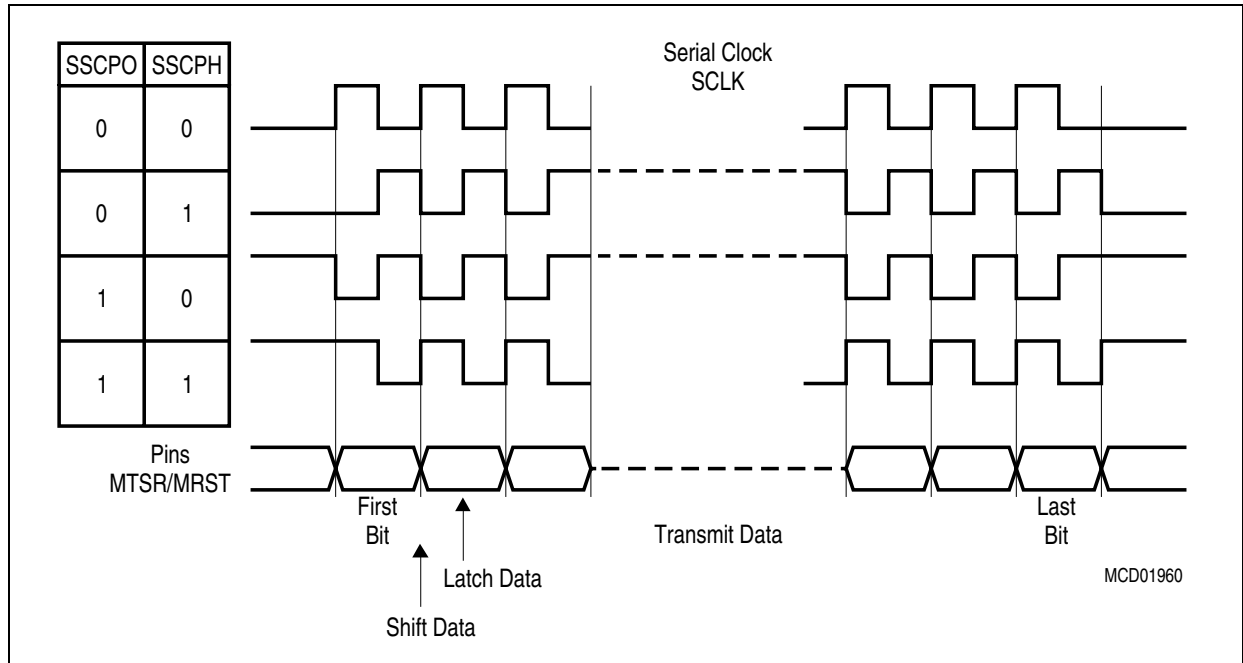 SSCPO SSCPH
0 0
0 1
1 0
1 1
Serial Clock
SCLK
Pins
MTSR/MRST
First
Bit
Last
Bit
Transmit Data
Latch Data
Shift Data
MCD01960